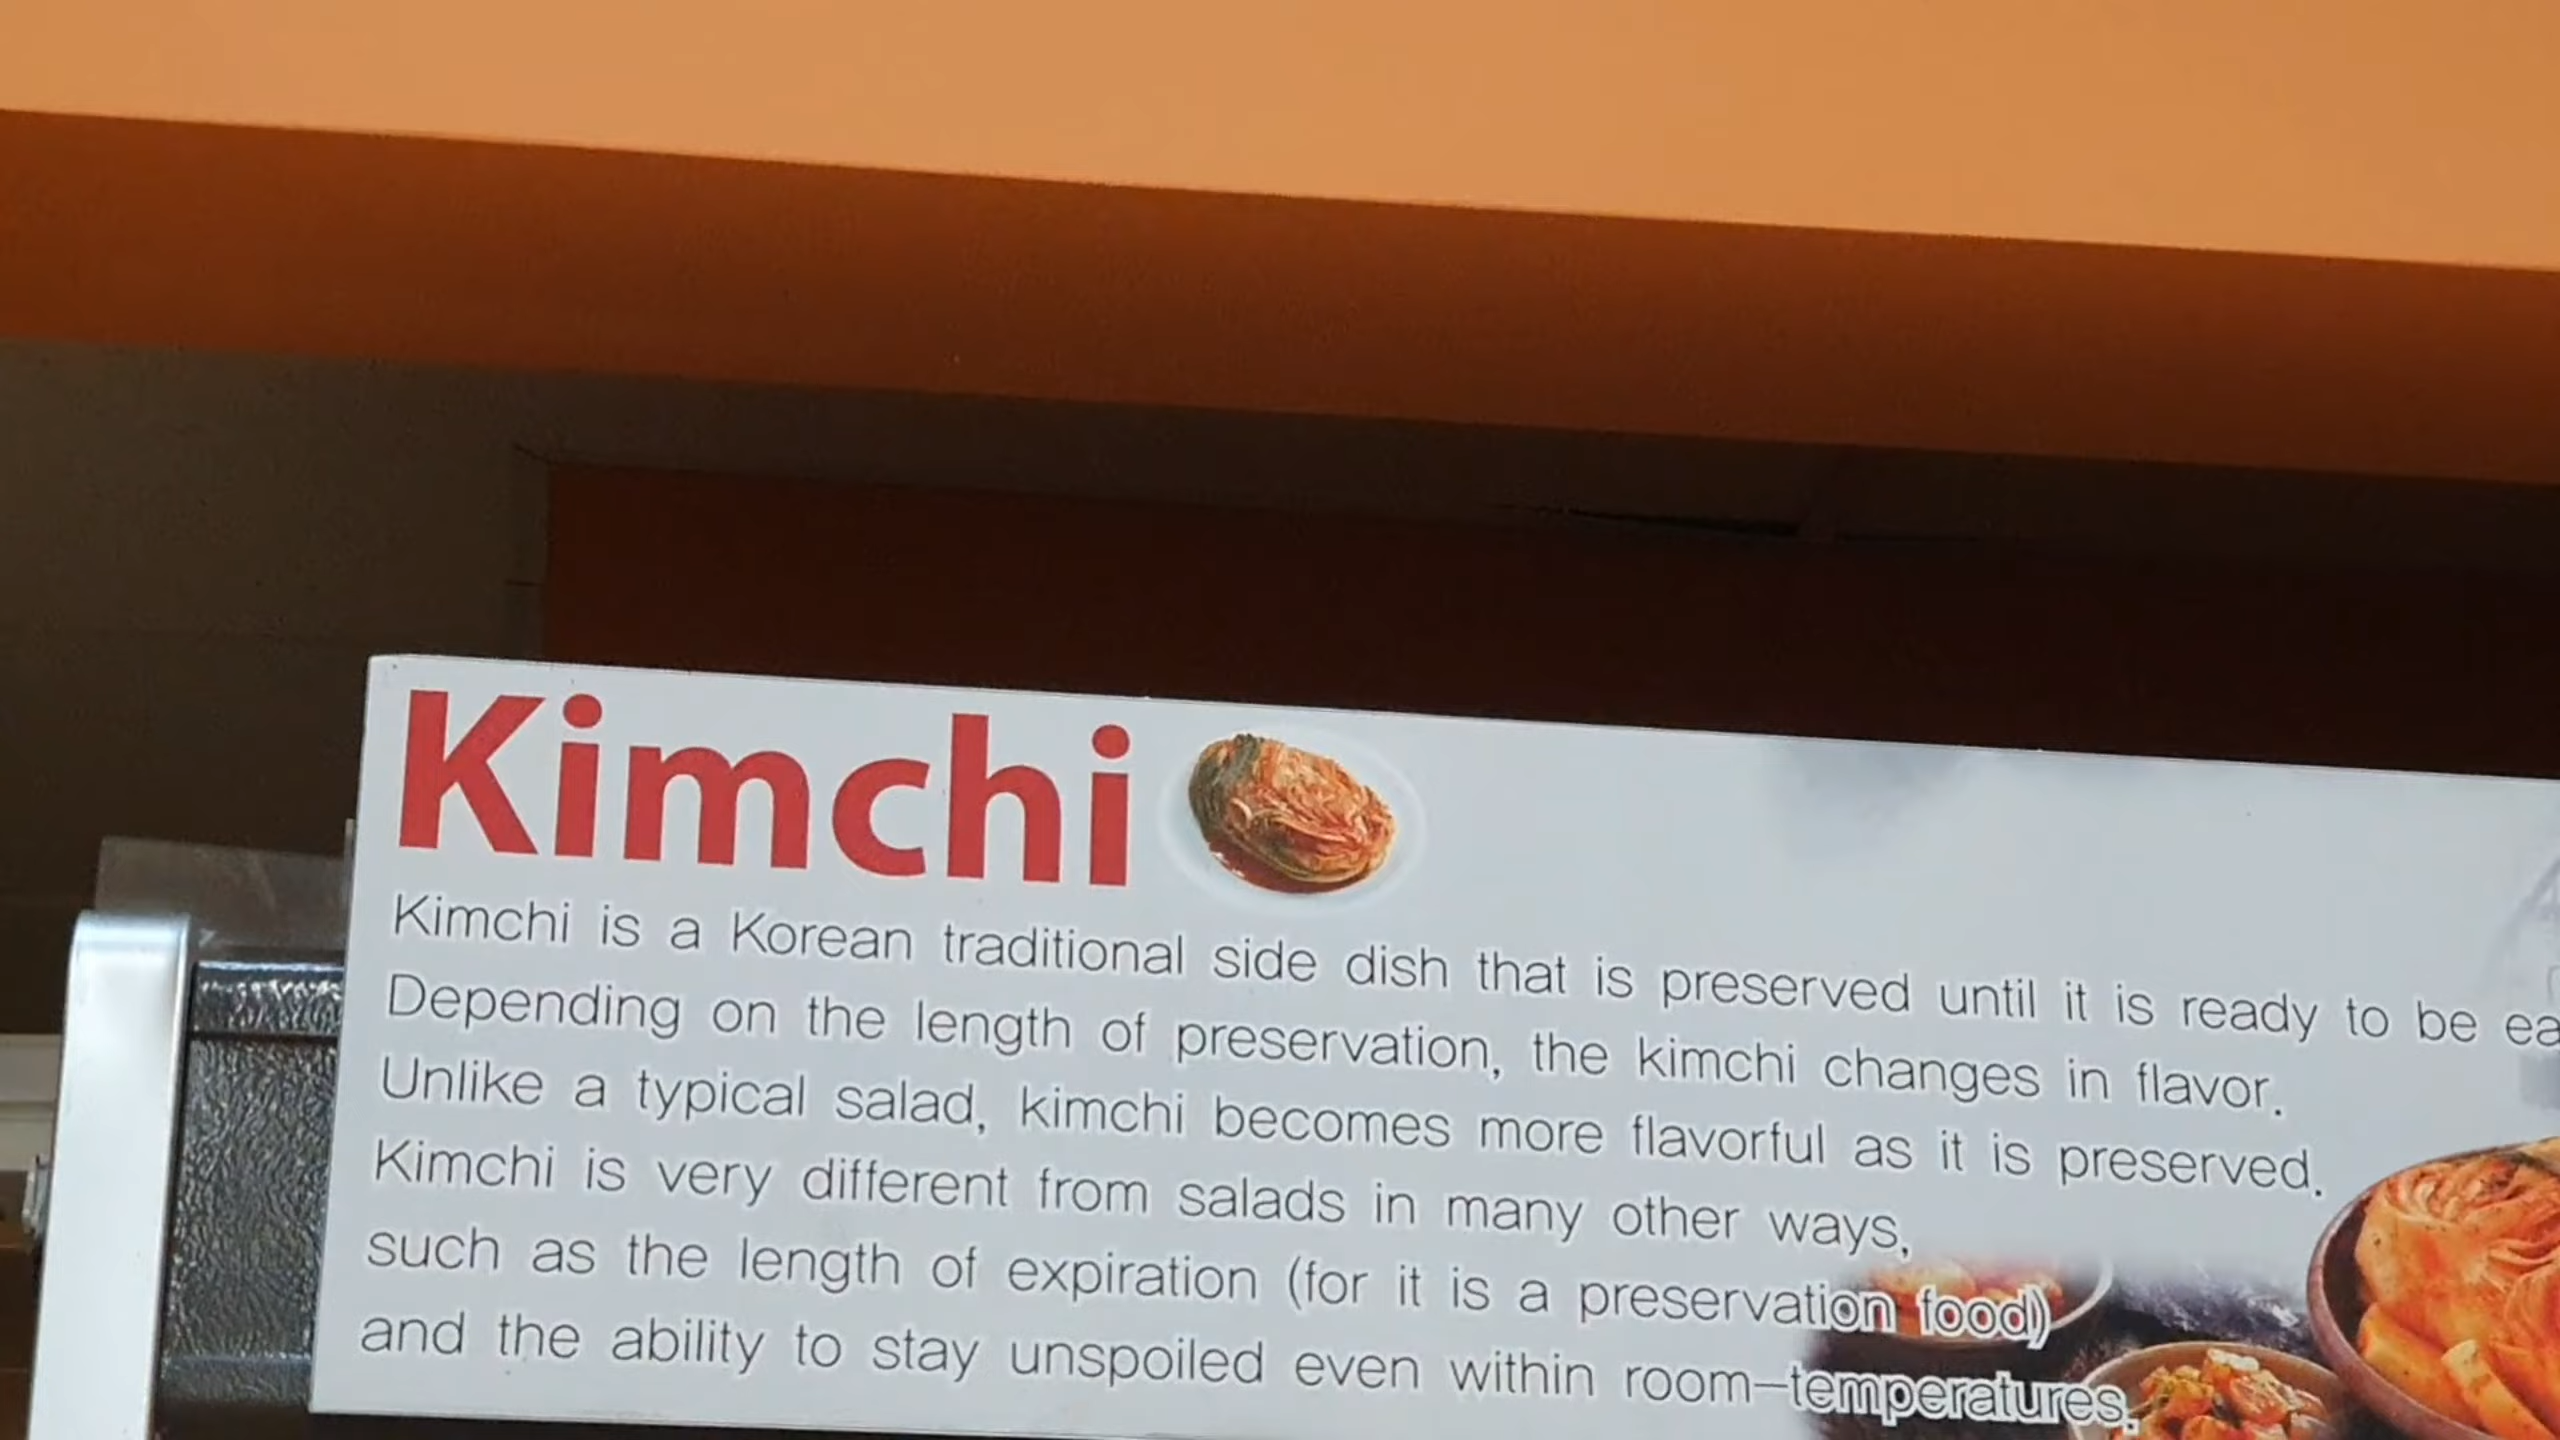 Kimchi
Kimchi is a Korean traditional side dish that is preserved until it is ready to be
Depending on the length of preservation, the kimchi changes in flavor.
Unlike a typical salad, kimchi becomes more flavorful as it is preserved.
Kimchi is very different from salads in many other ways,
such as the length of expiration (for it is a preservation food)
and the ability to stay unspoiled even within room-temperatures.